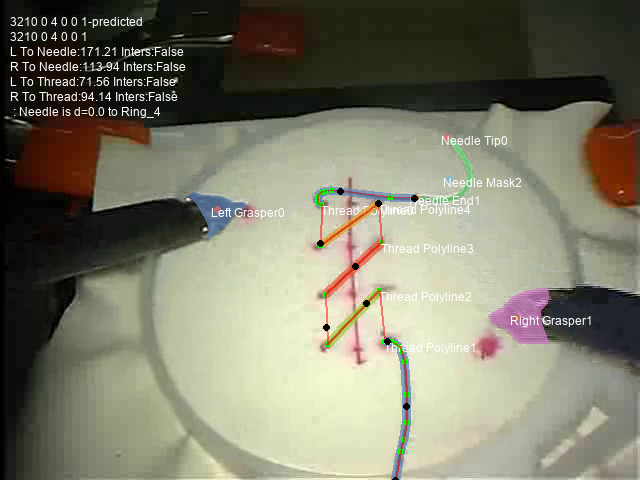 3210 0 4 0 0 1-predicted
3210 0 4 0 0 1
L To Needle:171.21 Inters:False
R To Needle:113.94 Inters:False
L To Thread:71.56 Inters:False
R To Thread:94.14 Inters:False
: Needle is d=0.0 to Ring_4
Needle Tip0
Needle Mask2
Needle End1
Thread Polyline4
Left Grasper0
Thread Polyline3
Thread Polyline2
Right Grasper1
Thread Polyline1